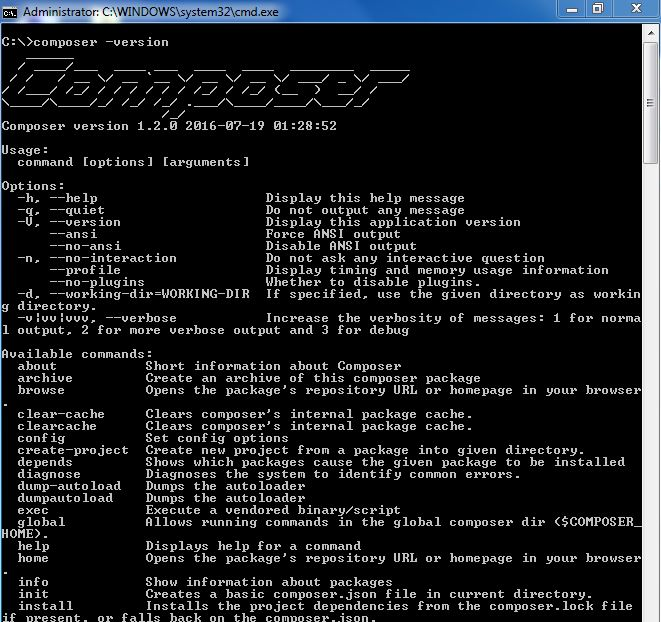 Administrator: C:\WINDOWS\system32\cmd.exe
C:\>composer -version
Composer
Composer version 1.2.0 2016-07-19 01:28:52
Usage:
command [options] [arguments]
Options:
-h, --help Display this help message
-q, --quiet Do not output any message
-V, --version Display this application version
--ansi Force ANSI output
--no-ansi Disable ANSI output
-n, --no-interaction Do not ask any interactive question
--profile Display timing and memory usage information
--no-plugins Whether to disable plugins.
-d, --working-dir=WORKING-DIR If specified, use the given directory as workin
g directory.
-v|vv|vvv, --verbose Increase the verbosity of messages: 1 for norma
l output, 2 for more verbose output and 3 for debug
Available commands:
about Short information about Composer
archive Create an archive of this composer package
browse Opens the package's repository URL or homepage in your browser
.
clear-cache Clears composer's internal package cache.
clearcache Clears composer's internal package cache.
config Set config options
create-project Create new project from a package into given directory.
depends Shows which packages cause the given package to be installed
diagnose Diagnoses the system to identify common errors.
dump-autoload Dumps the autoloader
dumpautoload Dumps the autoloader
exec Execute a vendored binary/script
global Allows running commands in the global composer dir ($COMPOSER_
HOME).
help Displays help for a command
home Opens the package's repository URL or homepage in your browser
.
info Show information about packages
init Creates a basic composer.json file in current directory.
install Installs the project dependencies from the composer.lock file
if present, or falls back on the composer.json.